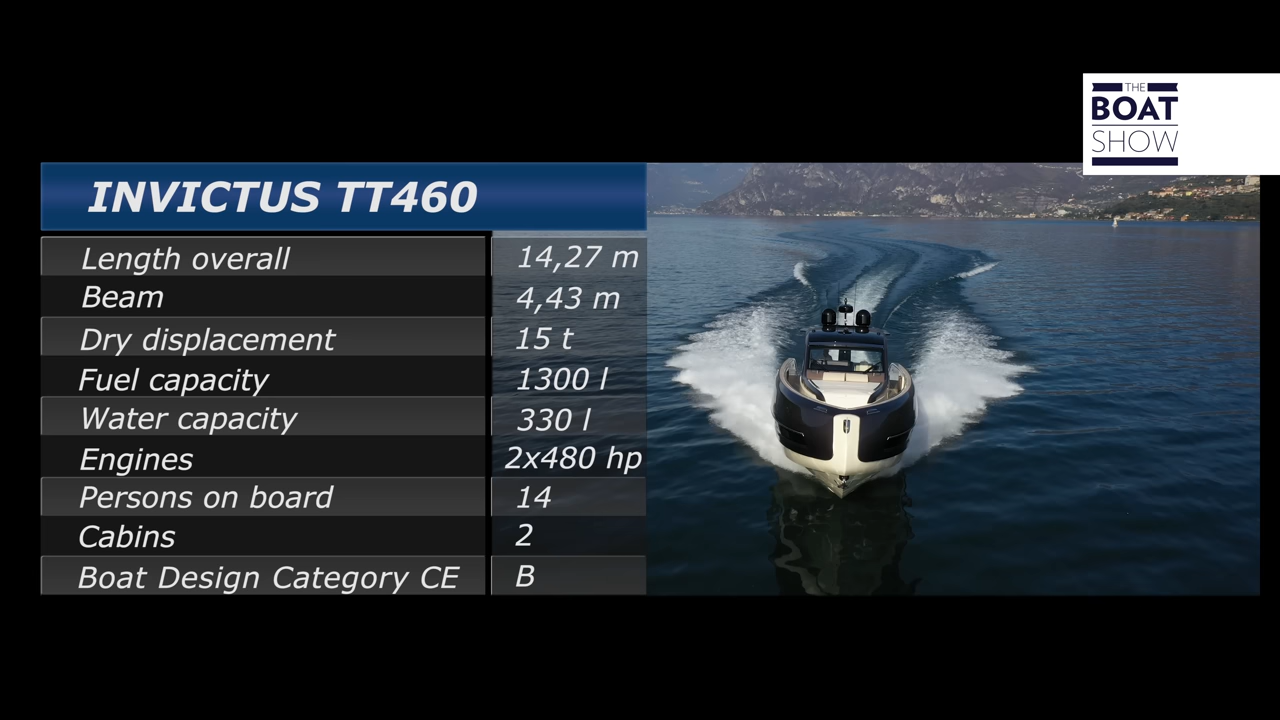 THE
BOAT
SHOW
INVICTUS TT460
Length overall 14,27 m
Beam 4,43 m
Dry displacement 15 t
Fuel capacity 1300 l
Water capacity 330 l
Engines 2x480 hp
Persons on board 14
Cabins 2
Boat Design Category CE B